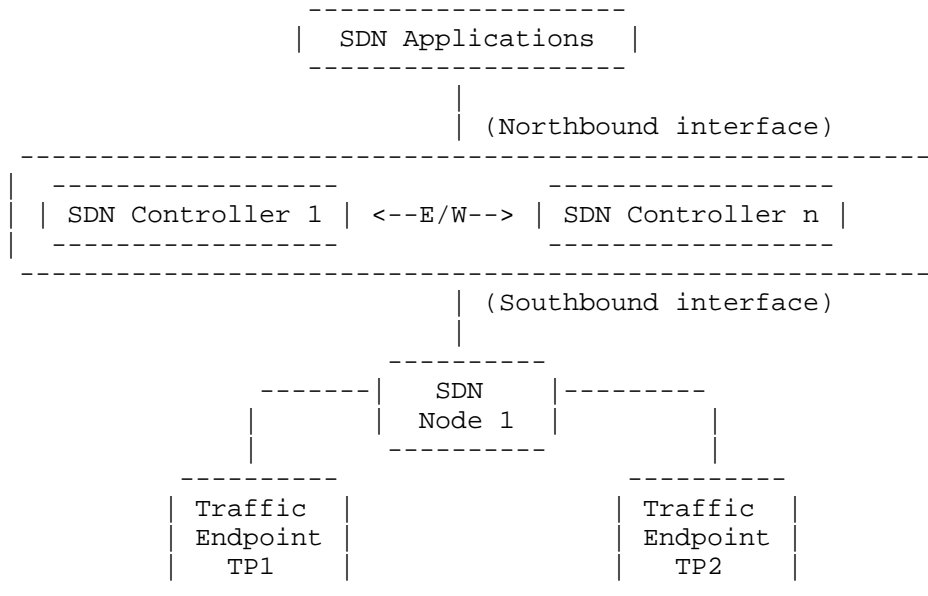 SDN Applications
(Northbound interface)
SDN Controller 1 | <--E/W--> | SDN Controller n
(Southbound interface)
SDN
Node 1
Traffic Traffic
Endpoint Endpoint
TP1 TP2